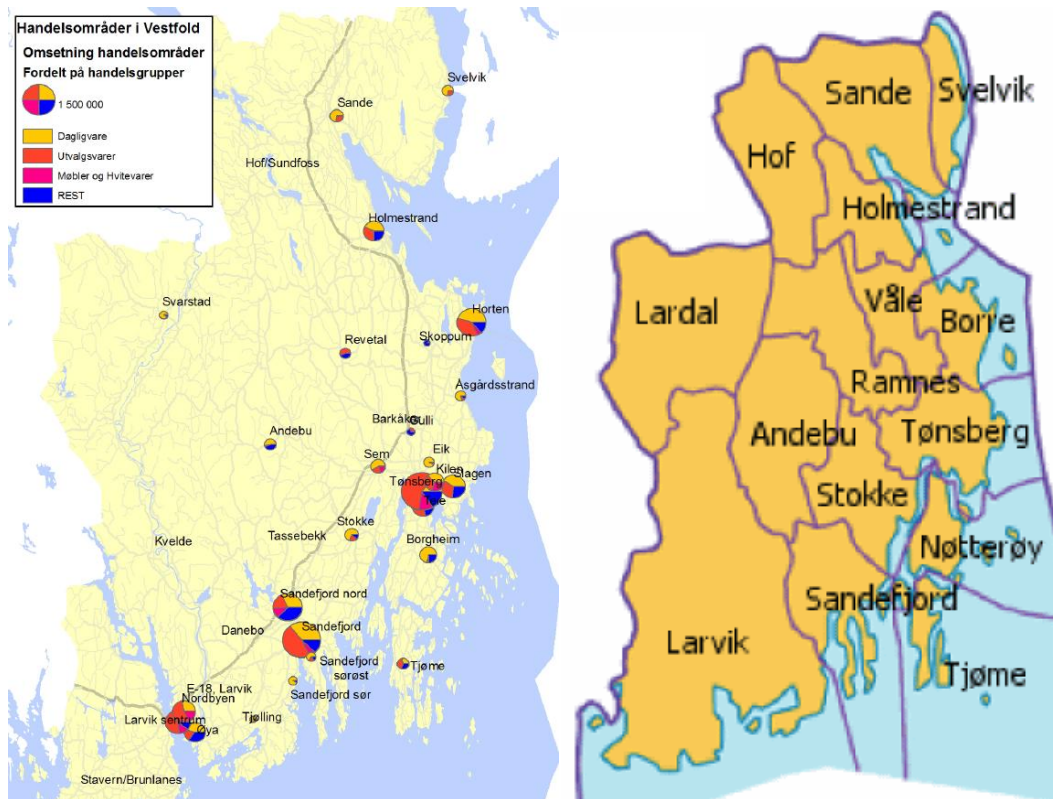 Handelsområder i Vestfold
Omsetning handelsområder
Fordelt på handelsgrupper
1 500 000
Dagligvare
Utvalgsvarer
Møbler og Hvitevarer
REST
Svelvik
Sande
Hof/Sundfoss
Holmestrand
Svarstad
Horten
Skoppum
Revetal
Åsgårdsstrand
Barkåker
Gulli
Andebu
Eik
Sem
Kilen
Slagen
Tønsberg
Teie
Stokke
Tassebekk
Kvelde
Borgheim
Sandefjord nord
Danebo
Sandefjord
Sandefjord
sørøst
Tjøme
Sandefjord sør
E-18, Larvik
Nordbyen
Larvik sentrum
Tjølling
Øya
Stavern/Brunlanes
Sande
Svelvik
Hof
Holmestrand
Lardal
Våle
Borre
Ramnes
Andebu
Tønsberg
Stokke
Nøtterøy
Sandefjord
Larvik
Tjøme